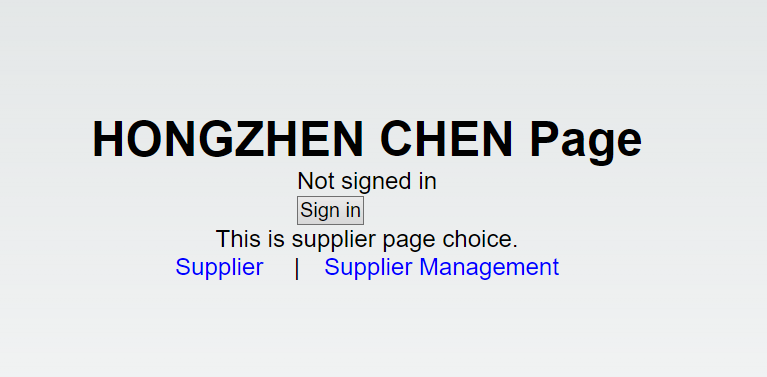 HONGZHEN CHEN Page
Not signed in
Sign in
This is supplier page choice.
Supplier | Supplier Management